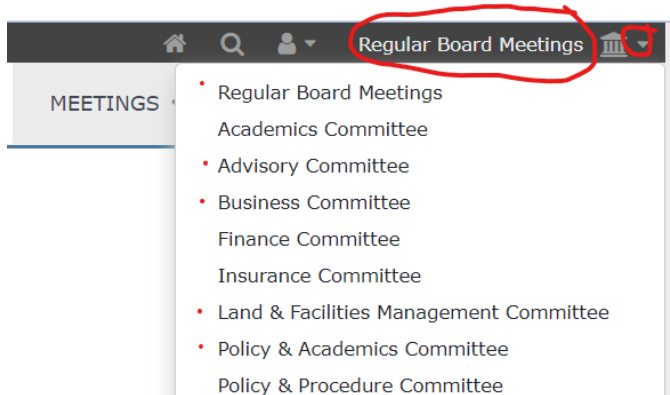 Regular Board Meetings
MEETINGS
Regular Board Meetings
Academics Committee
Advisory Committee
Business Committee
Finance Committee
Insurance Committee
Land & Facilities Management Committee
Policy & Academics Committee
Policy & Procedure Committee